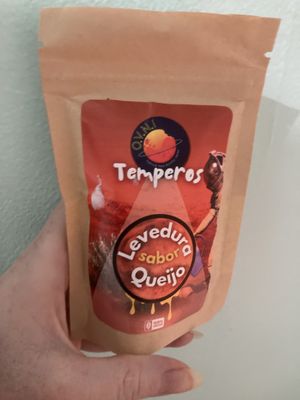 O.V.N.I
Temperos
Levedura
sabor
Queijo